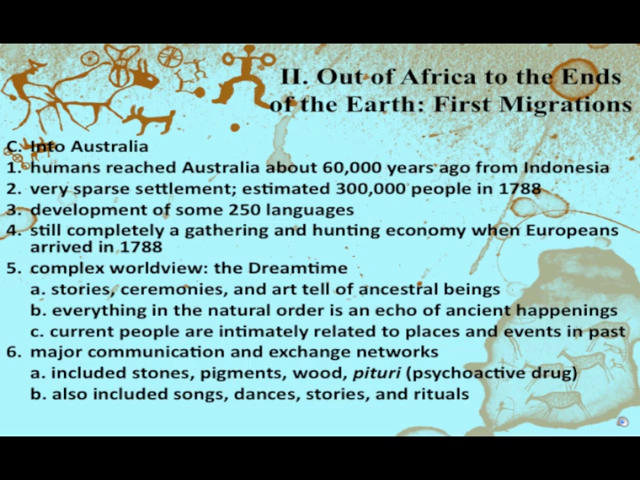 II. Out of Africa to the Ends
of the Earth: First Migrations
C. Into Australia
1. humans reached Australia about 60,000 years ago from Indonesia
2. very sparse settlement; estimated 300,000 people in 1788
3. development of some 250 languages
4. still completely a gathering and hunting economy when Europeans
arrived in 1788
5. complex worldview: the Dreamtime
a. stories, ceremonies, and art tell of ancestral beings
b. everything in the natural order is an echo of ancient happenings
c. current people are intimately related to places and events in past
6. major communication and exchange networks
a. included stones, pigments, wood, pituri (psychoactive drug)
b. also included songs, dances, stories, and rituals